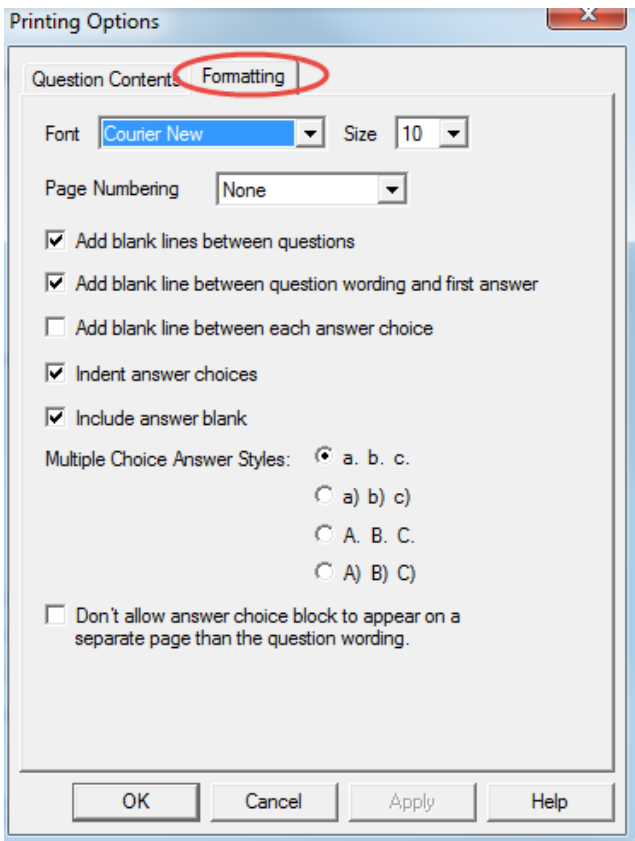 Printing Options
Question Contents Formatting
Font Courier New Size 10
Page Numbering None
Add blank lines between questions
Add blank line between question wording and first answer
Add blank line between each answer choice
Indent answer choices
Include answer blank
Multiple Choice Answer Styles: a. b. c.
a) b) c)
A. B. C.
A) B) C)
Don't allow answer choice block to appear on a
separate page than the question wording.
OK Cancel Apply Help